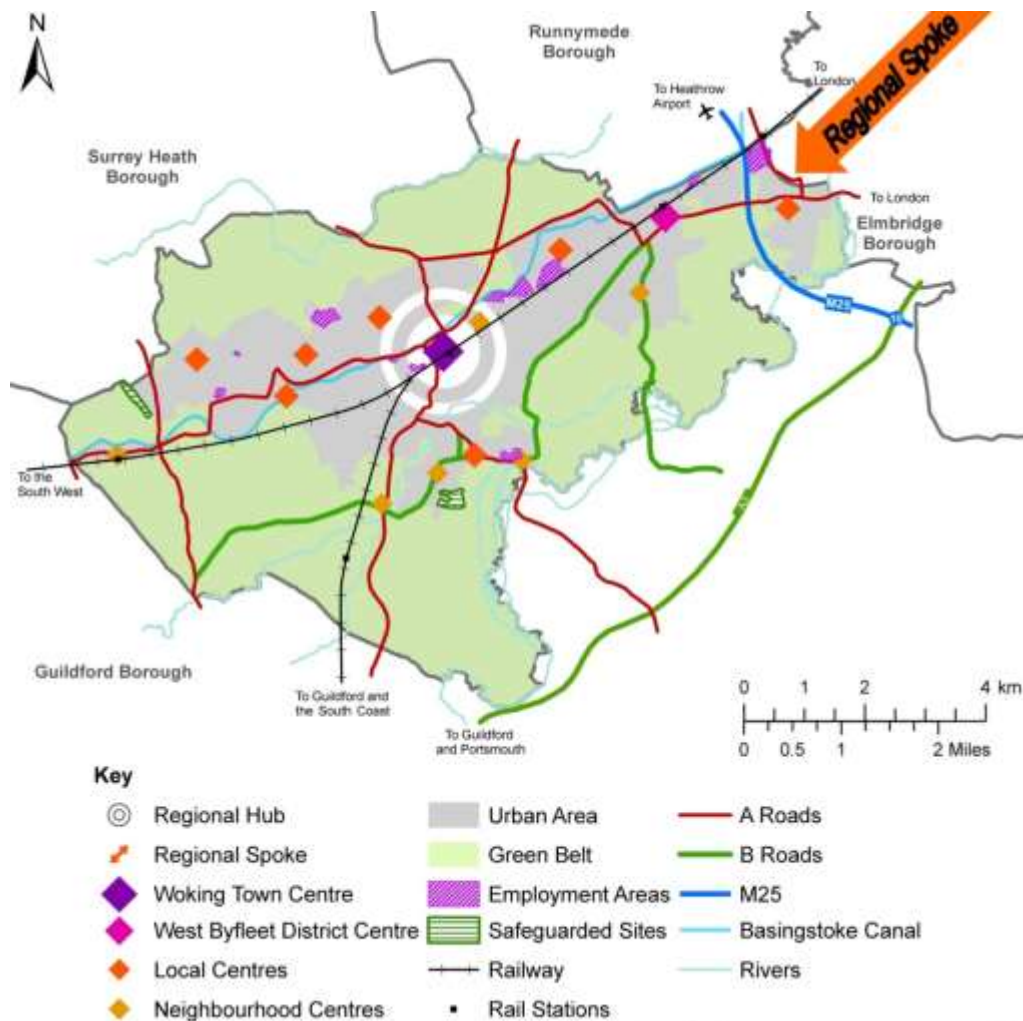 N
Runnymede
Borough
To
London
Regional Spoke
To Heathrow
Airport
Surrey Heath
Borough
To London
Elmbridge
Borough
M25
10
A3
To the
South West
Guildford Borough
To Guildford and
the South Coast
To Guildford
and Portsmouth
0 1 2 4 km
0 0.5 1 2 Miles
Key
Regional Hub
Regional Spoke
Woking Town Centre
West Byfleet District Centre
Local Centres
Neighbourhood Centres
Urban Area
Green Belt
Employment Areas
Safeguarded Sites
Railway
Rail Stations
A Roads
B Roads
M25
Basingstoke Canal
Rivers